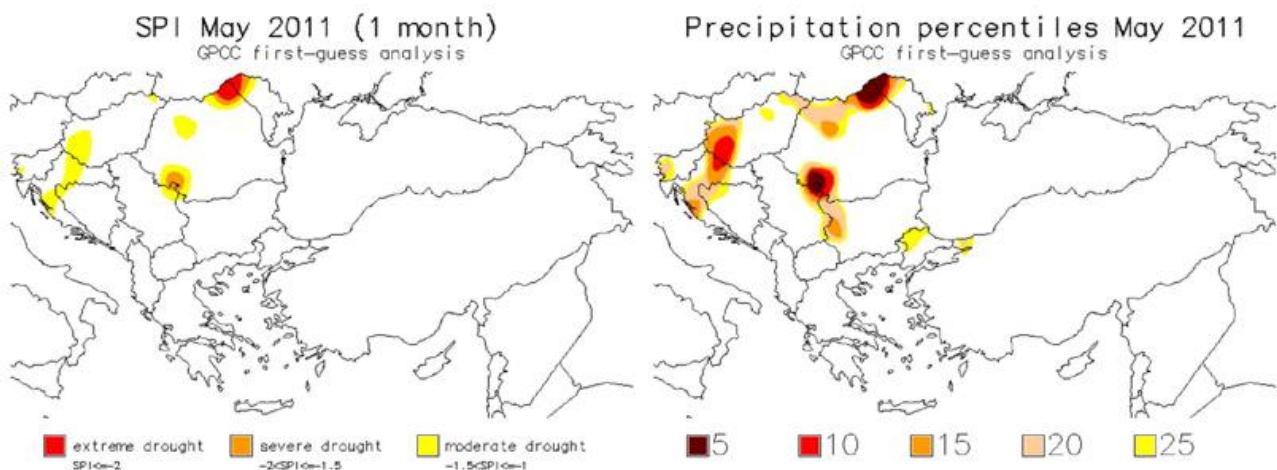 SPI May 2011 (1 month)
GPCC first-guess analysis
Precipitation percentiles May 2011
GPCC first-guess analysis
extreme drought
SPI<=-2
severe drought
-2<SPI<=-1.5
moderate drought
-1.5<SPI<=-1
5
10
15
20
25